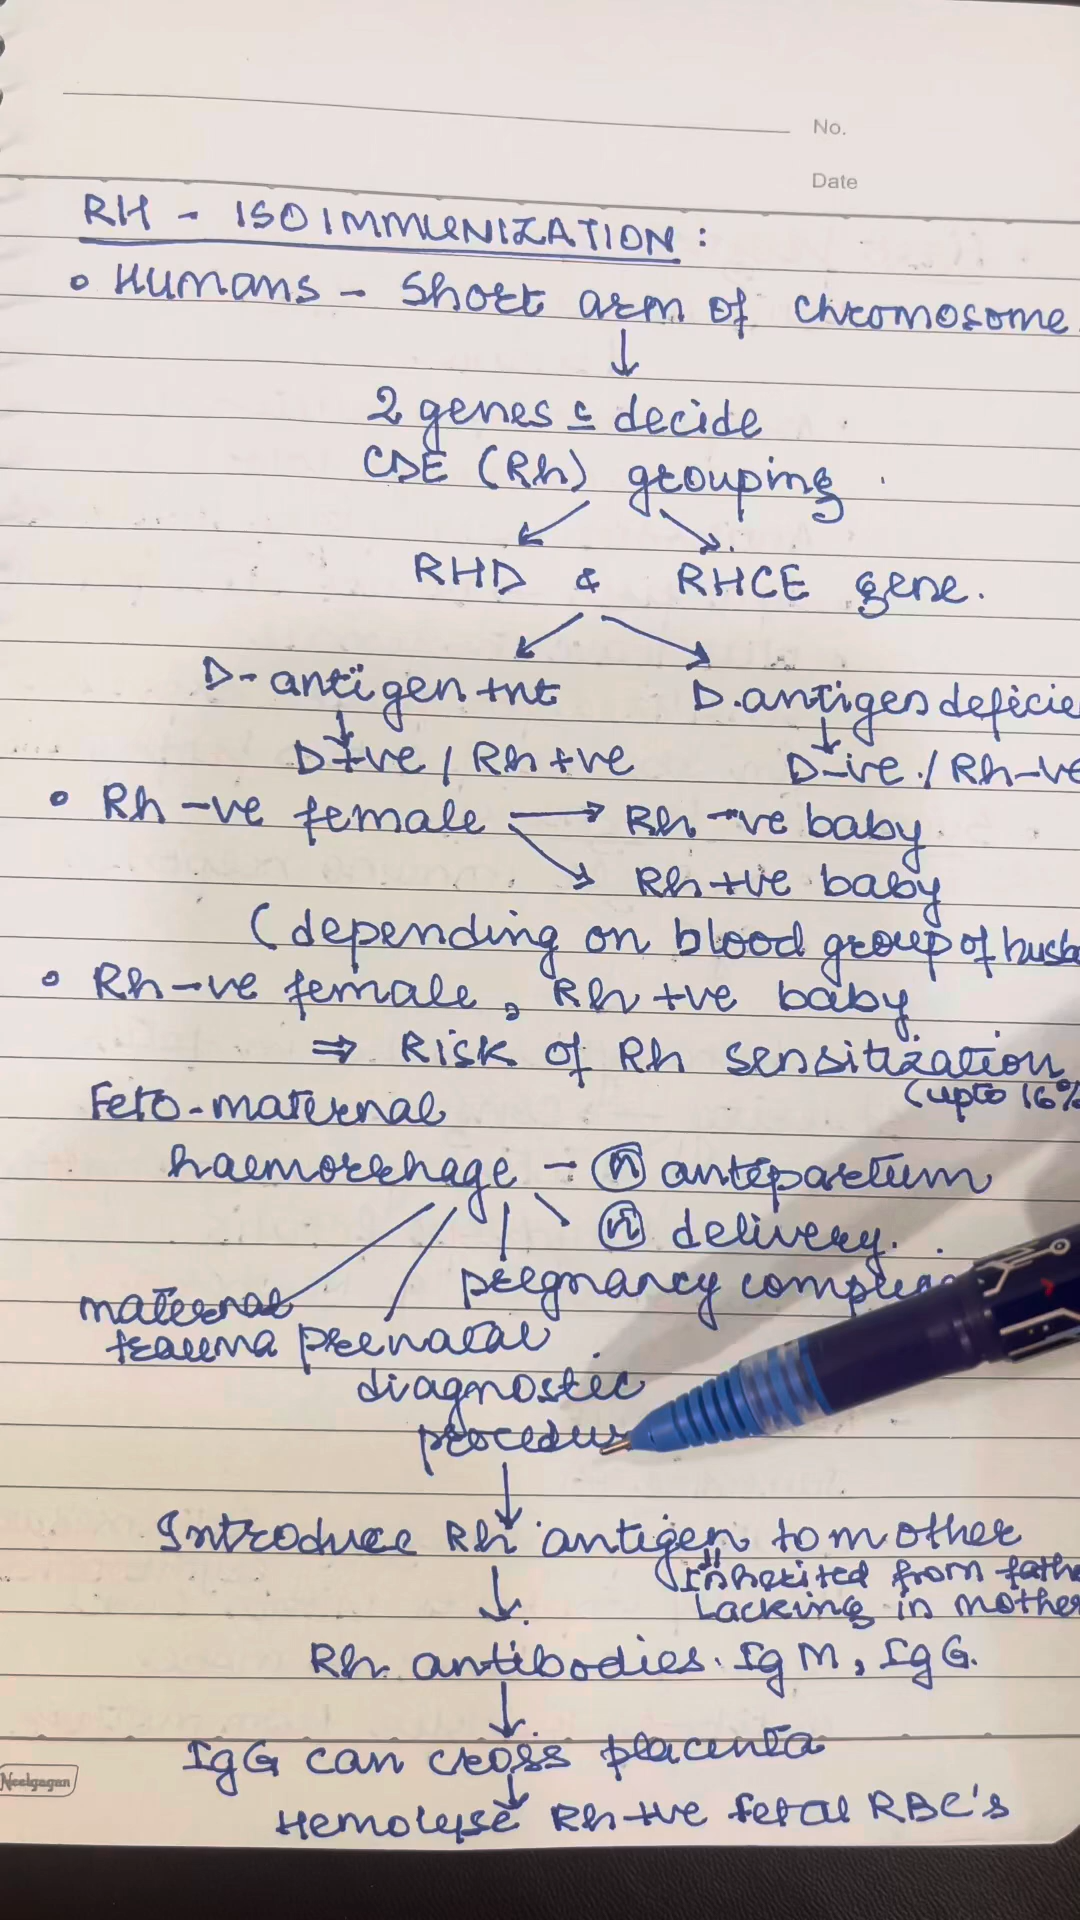 No.
Date
RH - ISOIMMUNIZATION :
• Humans - Short arm of chromosome
↓
2 genes c̲ decide
CDE (Rh) grouping
RHD & RHCE gene.
D-antigen +nt D.antigen deficie
D+ve / Rh+ve D-ve / Rh-ve
• Rh -ve female → Rh -ve baby
Rh +ve baby
(depending on blood group of husba
• Rh-ve female, Rh +ve baby
⇒ Risk of Rh sensitization
(upto 16%
Feto-maternal
haemorrhage - (n) antepartum
(n) delivery.
pregnancy complica
maternal
trauma prenatal
diagnostic
procedur
↓
Introduce Rh antigen to mother
Inherited from fathe
↓ Lacking in mother
Rh antibodies. IgM, IgG.
↓
IgG can cross placenta
↓
Hemolyse Rh+ve fetal RBC's
Neelgagan